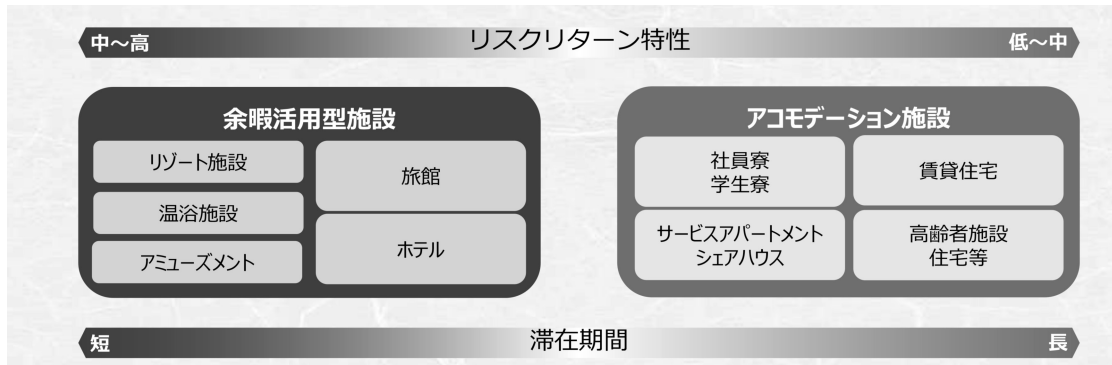 中～高 リスクリターン特性 低～中
余暇活用型施設
リゾート施設
温浴施設
アミューズメント
旅館
ホテル
アコモデーション施設
社員寮
学生寮
賃貸住宅
サービスアパートメント
シェアハウス
高齢者施設
住宅等
短 滞在期間 長